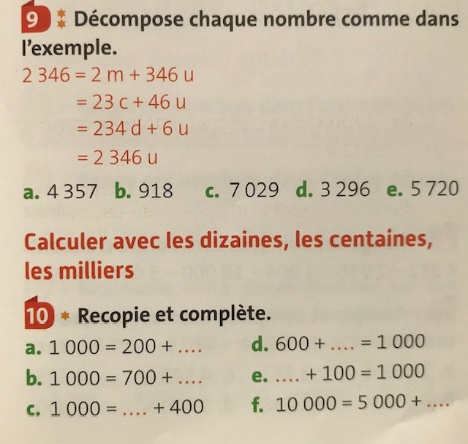 9 Décompose chaque nombre comme dans
l'exemple.
2 346 = 2 m + 346 u
= 23 c + 46 u
= 234 d + 6 u
= 2 346 u
a. 4 357 b. 918 c. 7 029 d. 3 296 e. 5 720
Calculer avec les dizaines, les centaines,
les milliers
10 * Recopie et complète.
a. 1 000 = 200 + .... d. 600 + .... = 1 000
b. 1 000 = 700 + .... e. .... + 100 = 1 000
c. 1 000 = .... + 400 f. 10 000 = 5 000 + ....